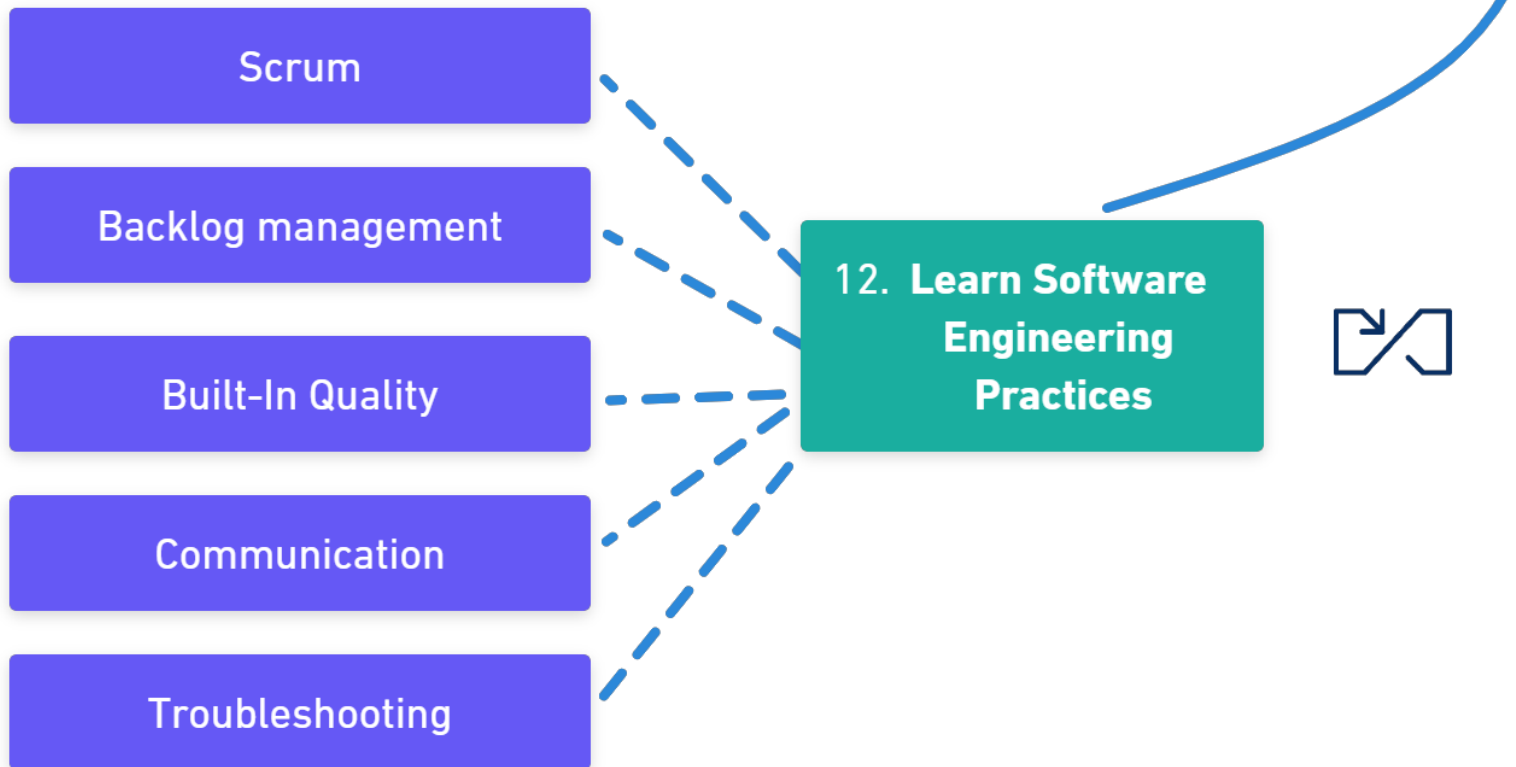 Scrum
Backlog management
Built-In Quality
Communication
Troubleshooting
12. Learn Software
Engineering
Practices